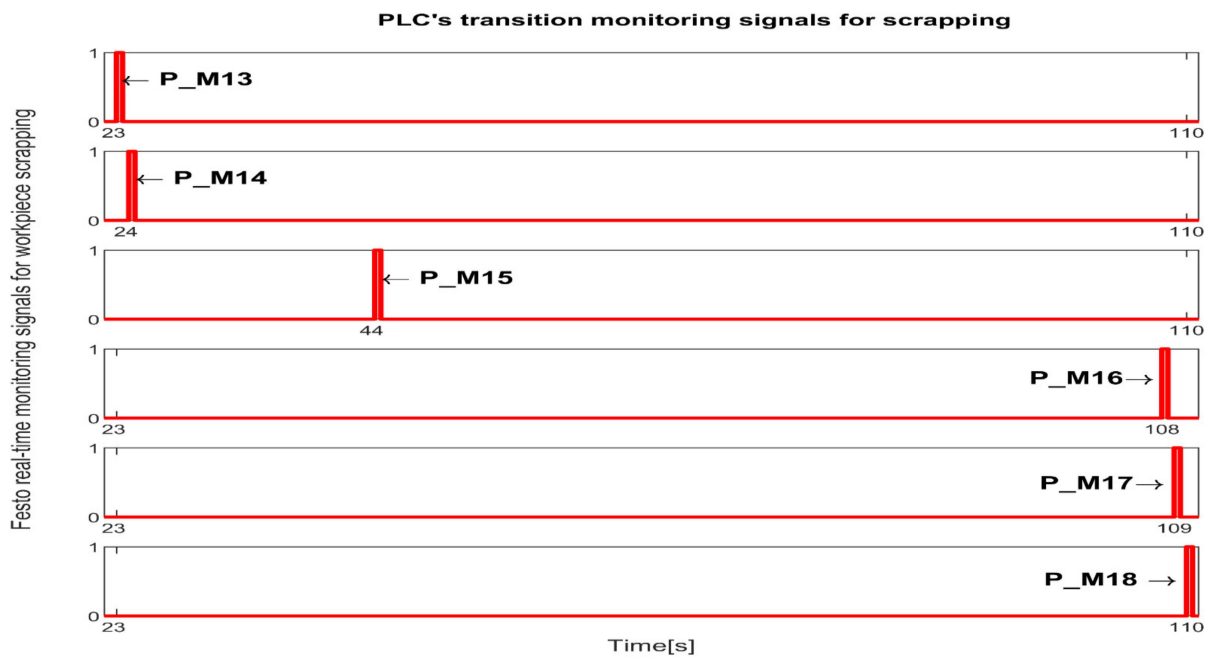 PLC's transition monitoring signals for scrapping
Festo real-time monitoring signals for workpiece scrapping
1
← P_M13
0
23 110
1
← P_M14
0
24 110
1
← P_M15
0
44 110
1
P_M16→
0
23 108
1
P_M17→
0
23 109
1
P_M18 →
0
23 110
Time[s]